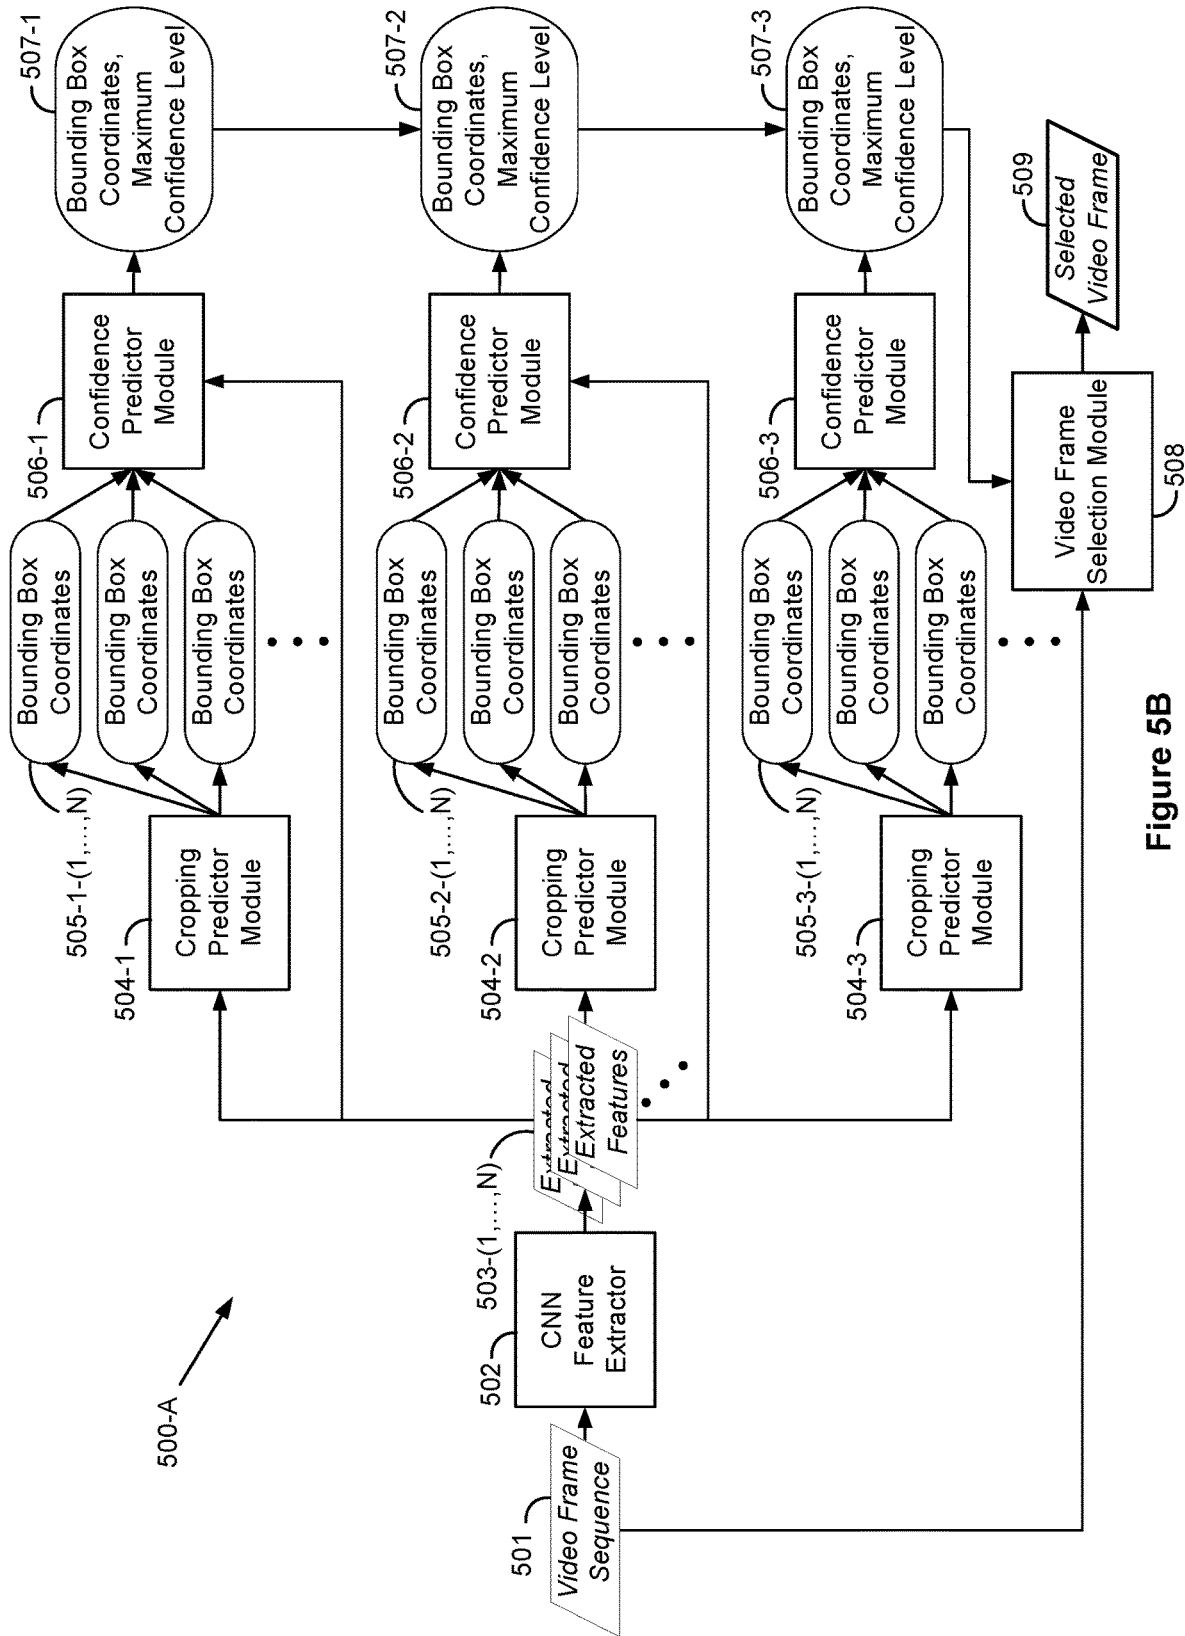 500-A
501
Video Frame
Sequence
502
CNN
Feature
Extractor
503-(1,...,N)
Extracted
Extracted
Extracted
Features
504-1
Cropping
Predictor
Module
505-1-(1,...,N)
Bounding Box
Coordinates
Bounding Box
Coordinates
Bounding Box
Coordinates
506-1
Confidence
Predictor
Module
507-1
Bounding Box
Coordinates,
Maximum
Confidence Level
504-2
Cropping
Predictor
Module
505-2-(1,...,N)
Bounding Box
Coordinates
Bounding Box
Coordinates
Bounding Box
Coordinates
506-2
Confidence
Predictor
Module
507-2
Bounding Box
Coordinates,
Maximum
Confidence Level
504-3
Cropping
Predictor
Module
505-3-(1,...,N)
Bounding Box
Coordinates
Bounding Box
Coordinates
Bounding Box
Coordinates
506-3
Confidence
Predictor
Module
507-3
Bounding Box
Coordinates,
Maximum
Confidence Level
Video Frame
Selection Module
508
509
Selected
Video Frame
Figure 5B